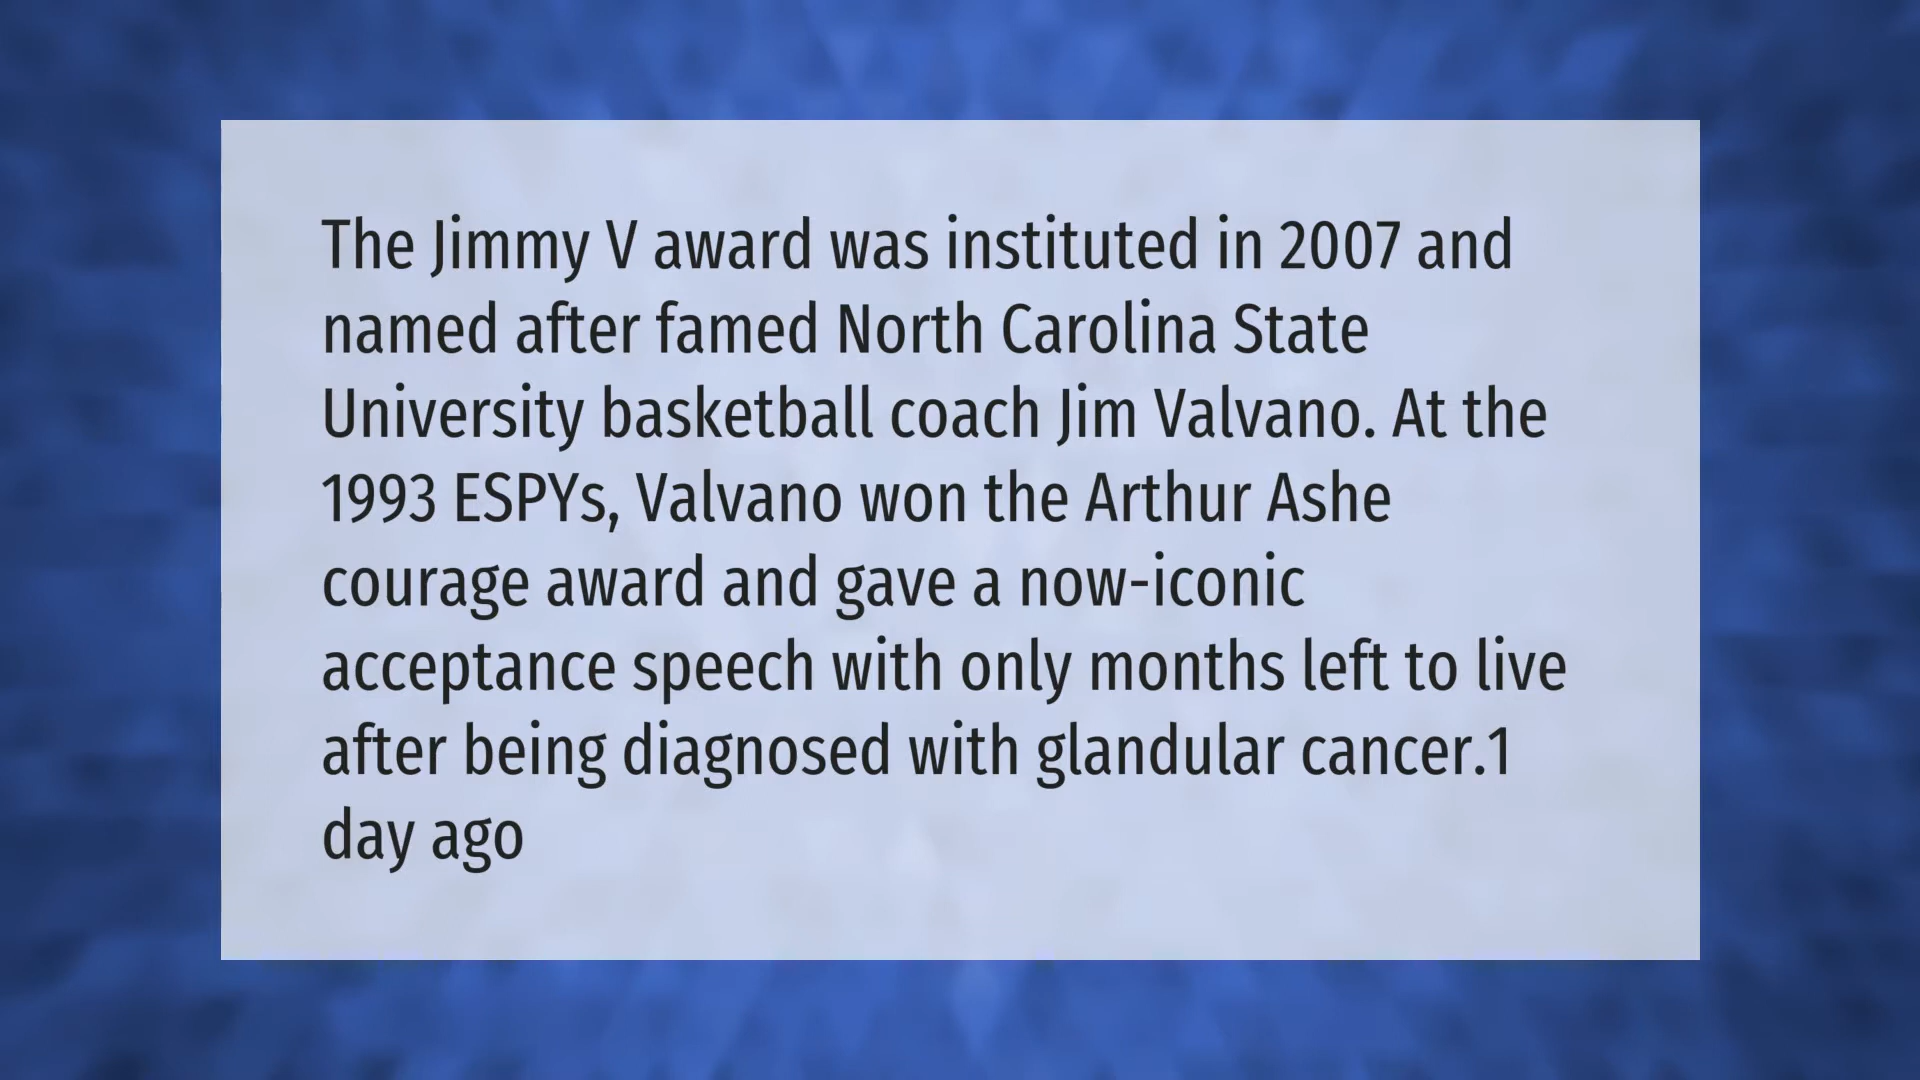 The Jimmy V award was instituted in 2007 and
named after famed North Carolina State
University basketball coach Jim Valvano. At the
1993 ESPYs, Valvano won the Arthur Ashe
courage award and gave a now-iconic
acceptance speech with only months left to live
after being diagnosed with glandular cancer.1
day ago